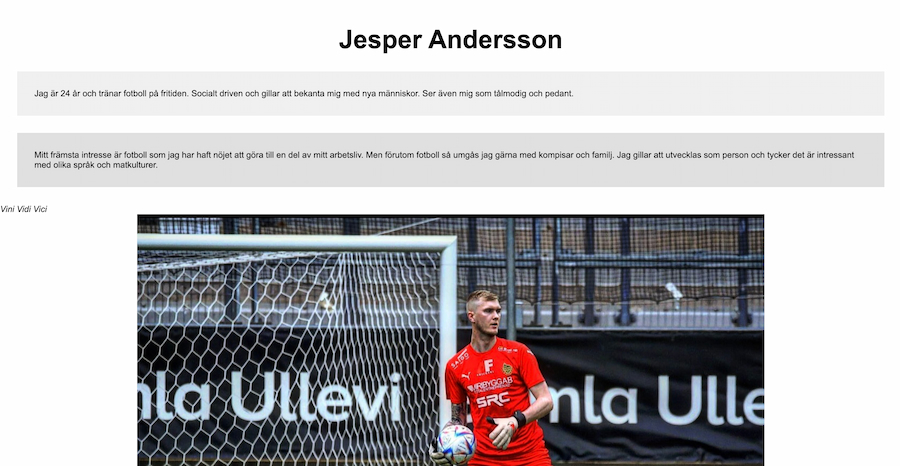 Jesper Andersson
Jag är 24 år och tränar fotboll på fritiden. Socialt driven och gillar att bekanta mig med nya människor. Ser även mig som tålmodig och pedant.
Mitt främsta intresse är fotboll som jag har haft nöjet att göra till en del av mitt arbetsliv. Men förutom fotboll så umgås jag gärna med kompisar och familj. Jag gillar att utvecklas som person och tycker det är intressant
med olika språk och matkulturer.
Vini Vidi Vici
mla Ullevi
mla Ulle
SRC